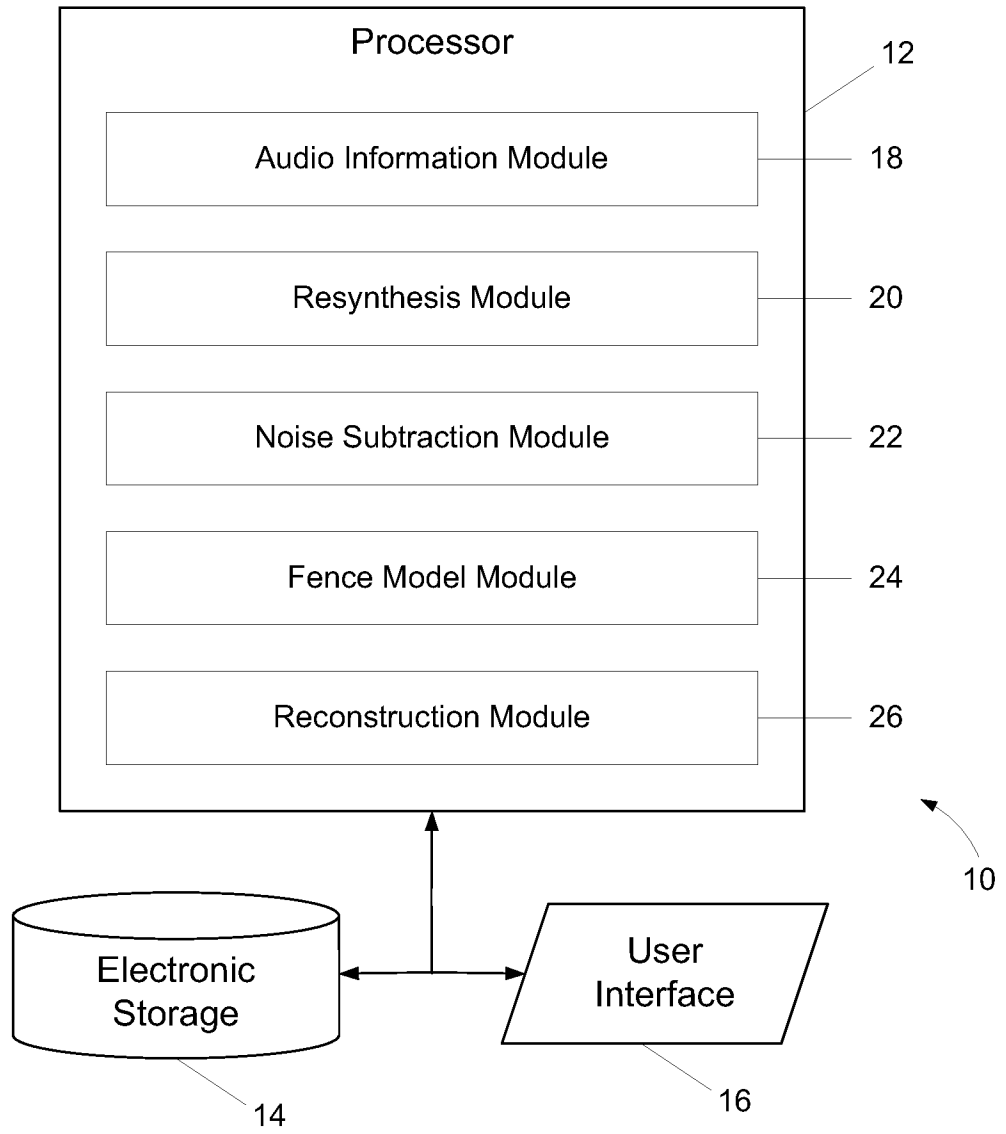 Processor
12
Audio Information Module
18
Resynthesis Module
20
Noise Subtraction Module
22
Fence Model Module
24
Reconstruction Module
26
10
Electronic
Storage
14
User
Interface
16